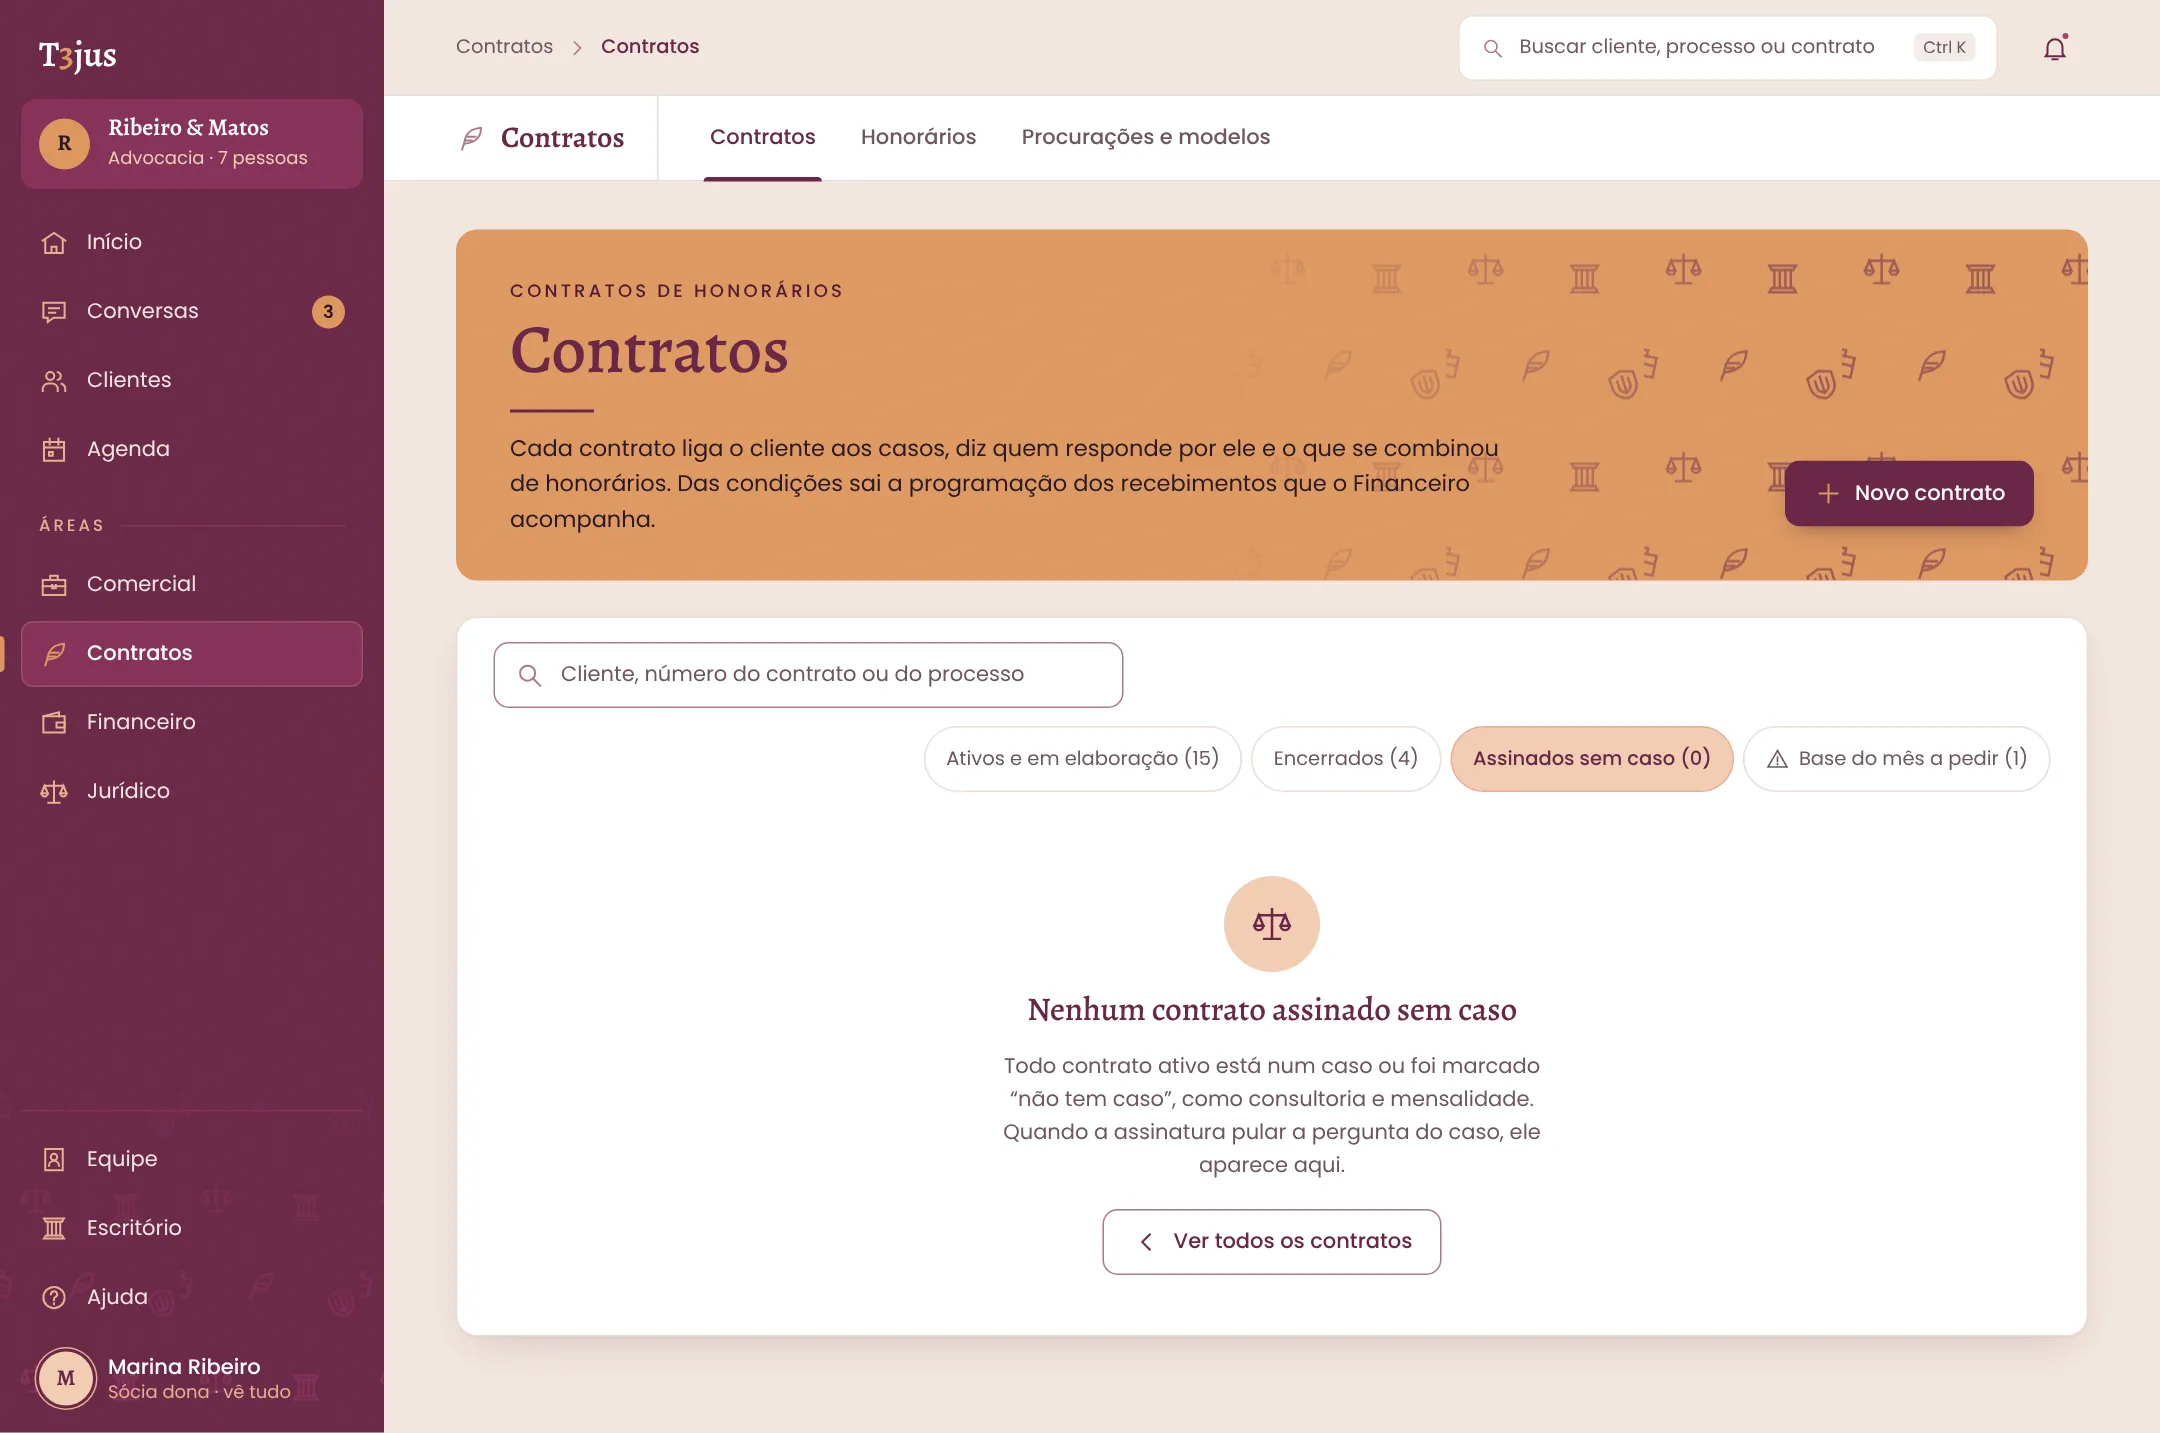 T3jus
R
Ribeiro & Matos
Advocacia · 7 pessoas
Início
Conversas
3
Clientes
Agenda
ÁREAS
Comercial
Contratos
Financeiro
Jurídico
Equipe
Escritório
Ajuda
M
Marina Ribeiro
Sócia dona · vê tudo
Contratos
Contratos
Buscar cliente, processo ou contrato
Ctrl K
Contratos
Contratos
Honorários
Procurações e modelos
CONTRATOS DE HONORÁRIOS
Contratos
Cada contrato liga o cliente aos casos, diz quem responde por ele e o que se combinou
de honorários. Das condições sai a programação dos recebimentos que o Financeiro
acompanha.
Novo contrato
Cliente, número do contrato ou do processo
Ativos e em elaboração (15)
Encerrados (4)
Assinados sem caso (0)
Base do mês a pedir (1)
Nenhum contrato assinado sem caso
Todo contrato ativo está num caso ou foi marcado
“não tem caso”, como consultoria e mensalidade.
Quando a assinatura pular a pergunta do caso, ele
aparece aqui.
Ver todos os contratos